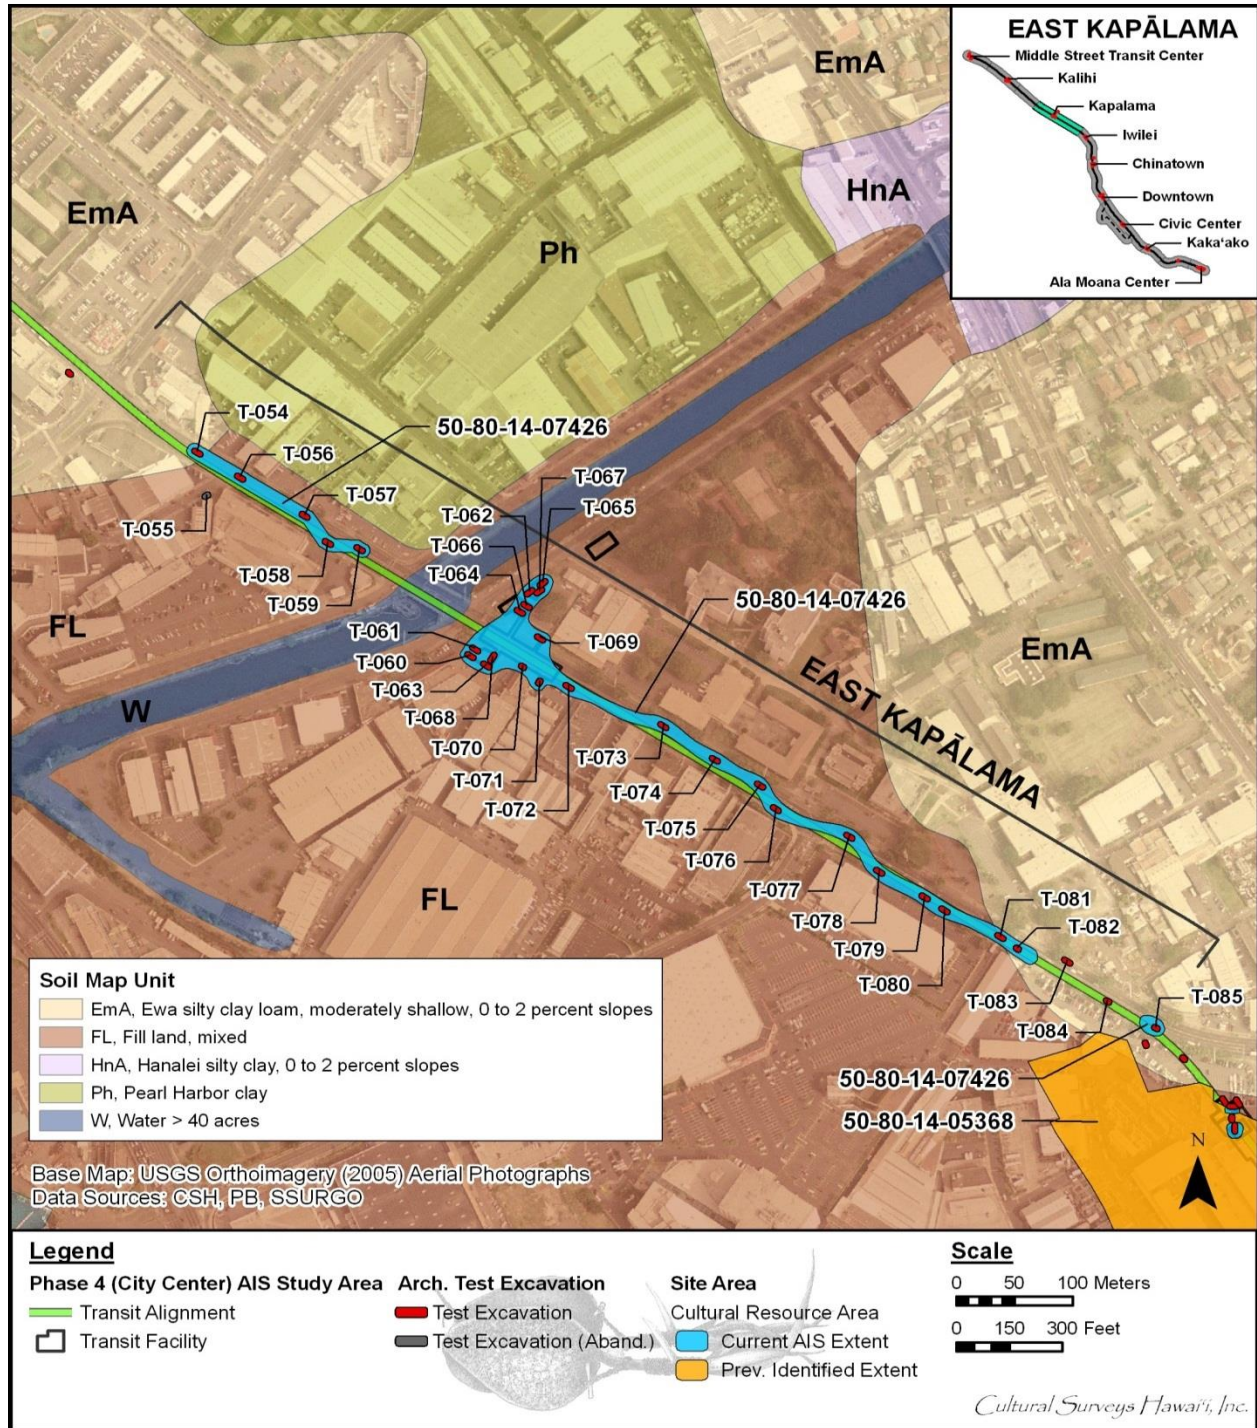 EAST KAPĀLAMA
Middle Street Transit Center
Kalihi
Kapalama
Iwilei
Chinatown
Downtown
Civic Center
Kakaʻako
Ala Moana Center
EmA
EmA
HnA
Ph
T-054
50-80-14-07426
T-056
T-067
T-057
T-062
T-065
T-055
T-066
T-058
T-064
T-059
50-80-14-07426
FL
T-061
T-069
T-060
EmA
T-063
W
T-068
EAST KAPĀLAMA
T-070
T-073
T-071
T-074
T-072
T-075
T-076
T-077
FL
T-081
T-078
T-082
T-079
T-080
T-083
T-085
T-084
50-80-14-07426
50-80-14-05368
N
Soil Map Unit
EmA, Ewa silty clay loam, moderately shallow, 0 to 2 percent slopes
FL, Fill land, mixed
HnA, Hanalei silty clay, 0 to 2 percent slopes
Ph, Pearl Harbor clay
W, Water > 40 acres
Base Map: USGS Orthoimagery (2005) Aerial Photographs
Data Sources: CSH, PB, SSURGO
Legend
Phase 4 (City Center) AIS Study Area
Transit Alignment
Transit Facility
Arch. Test Excavation
Test Excavation
Test Excavation (Aband.)
Site Area
Cultural Resource Area
Current AIS Extent
Prev. Identified Extent
Scale
0 50 100 Meters
0 150 300 Feet
Cultural Surveys Hawaiʻi, Inc.